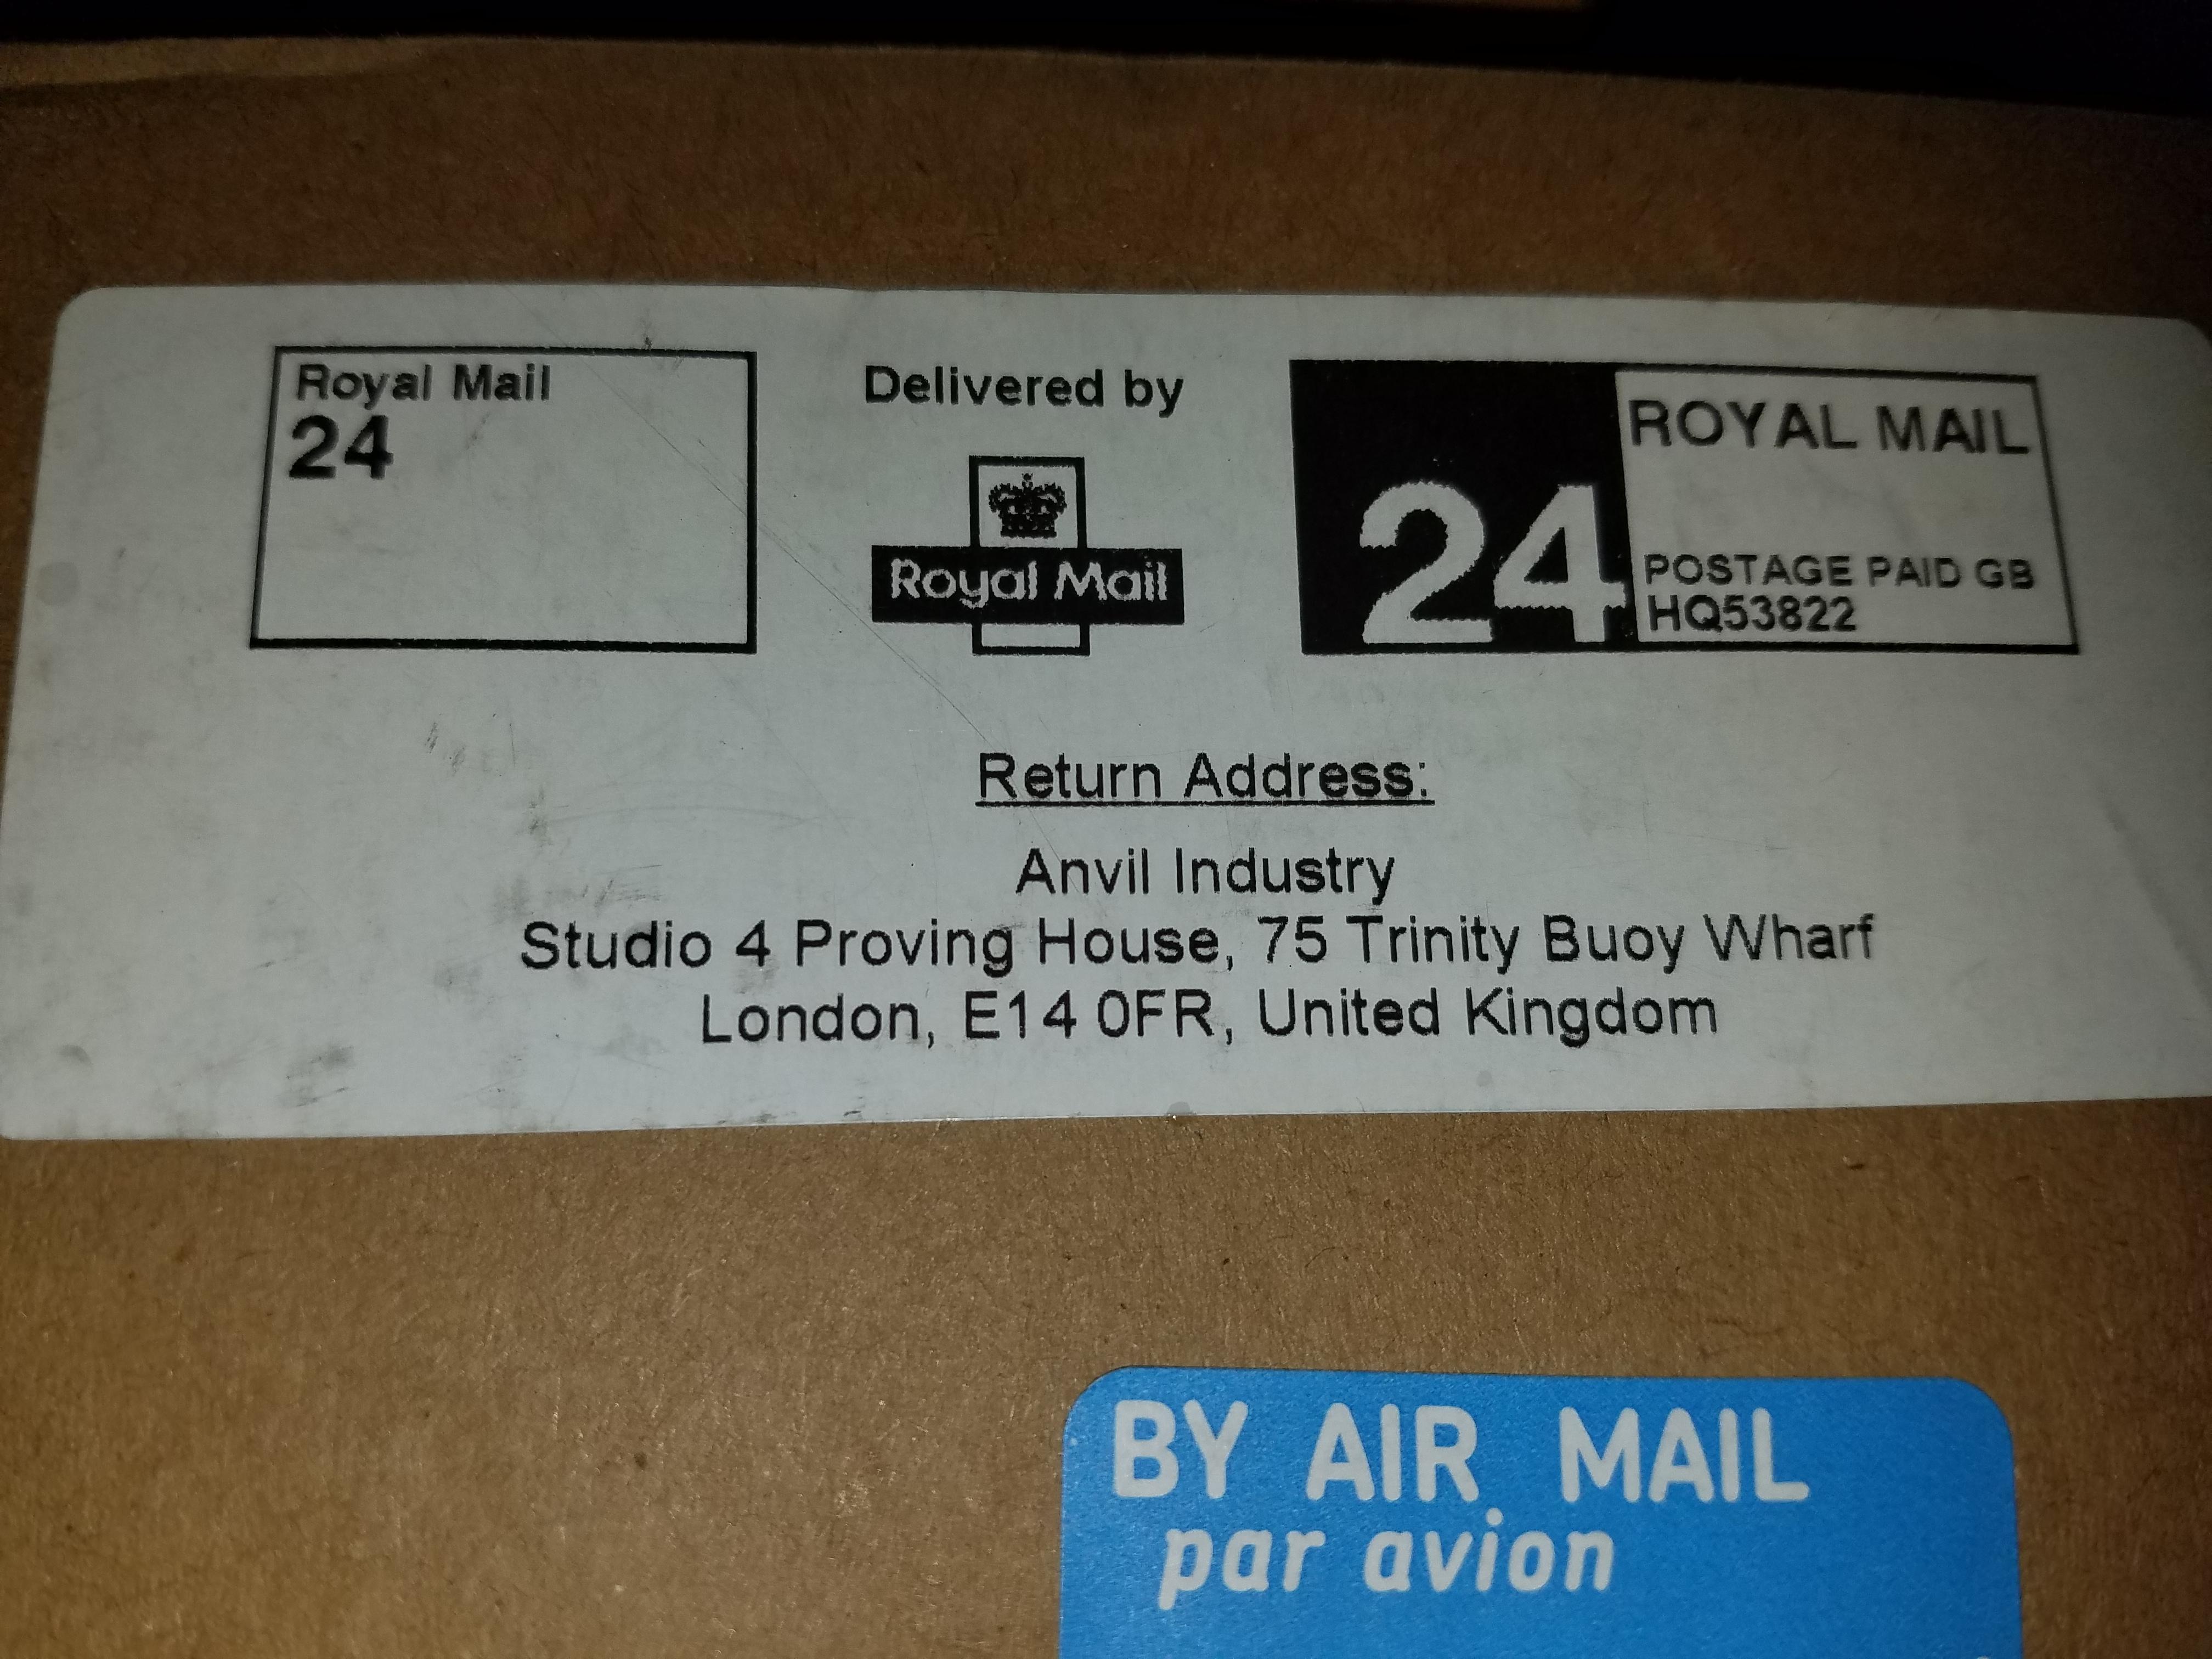 Royal Mail
24
Delivered by
Royal Mail
24
ROYAL MAIL
POSTAGE PAID GB
HQ53822
Return Address:
Anvil Industry
Studio 4 Proving House, 75 Trinity Buoy Wharf
London, E14 0FR, United Kingdom
BY AIR MAIL
par avion